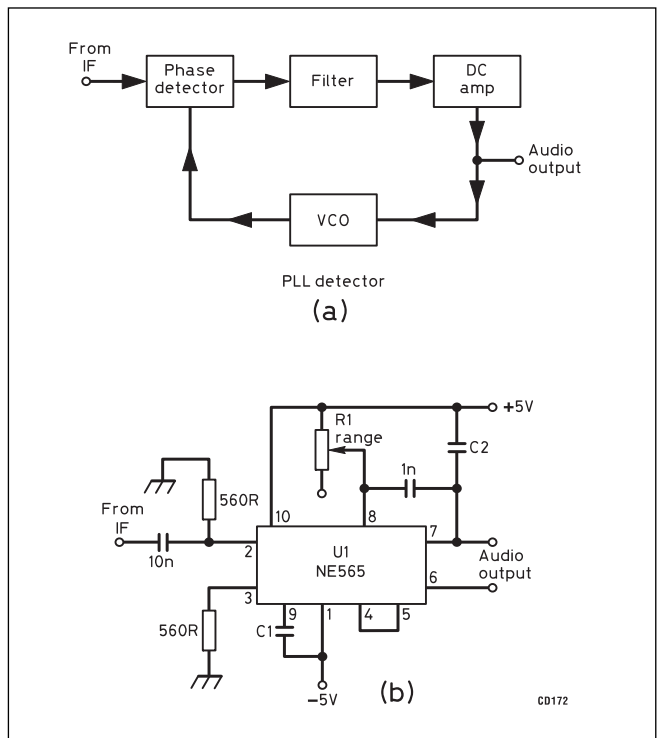 From
IF
Phase
detector
Filter
DC
amp
Audio
output
VCO
PLL detector
(a)
+5V
R1
range
C2
1n
560R
From
IF
10n
10
8
2
U1
NE565
7
6
Audio
output
3
9
1
4
5
560R
C1
–5V
(b)
CD172